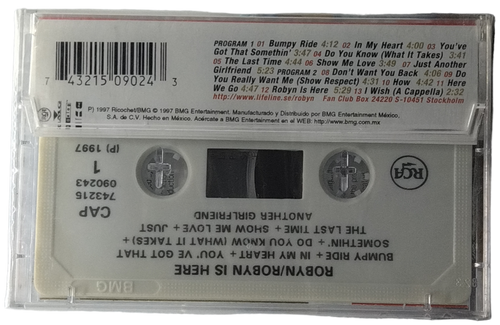 PROGRAM 1 01 Bumpy Ride 4:12 02 In My Heart 4:00 03 You've
Got That Somethin' 3:47 04 Do You Know (What It Takes) 3:41
05 The Last Time 4:44 06 Show Me Love 3:49 07 Just Another
Girlfriend 5:23 PROGRAM 2 08 Don't Want You Back 4:06 09 Do
You Really Want Me (Show Respect) 4:31 10 How 4:42 11 Here
We Go 4:47 12 Robyn Is Here 5:29 13 I Wish (A Cappella) 2:32
http://www.lifeline.se/robyn Fan Club Box 24220 S-10451 Stockholm
7 43215 09024 3
(P) 1997 Ricochet/BMG © 1997 BMG Entertainment. Manufacturado y Distribuido por BMG Entertainment México,
S.A. de C.V. Hecho en México. Acércate a BMG Entertainment en el WEB: http://www.bmg.com.mx
BMG
ROBYN/ROBYN IS HERE
BUMPY RIDE + IN MY HEART + YOU'VE GOT THAT
SOMETHIN' + DO YOU KNOW (WHAT IT TAKES) +
THE LAST TIME + SHOW ME LOVE + JUST
ANOTHER GIRLFRIEND
CAP
743215
090243
1
(P) 1997
RCA